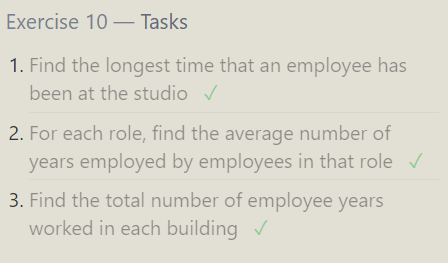 Exercise 10 — Tasks
1. Find the longest time that an employee has
been at the studio ✓
2. For each role, find the average number of
years employed by employees in that role ✓
3. Find the total number of employee years
worked in each building ✓